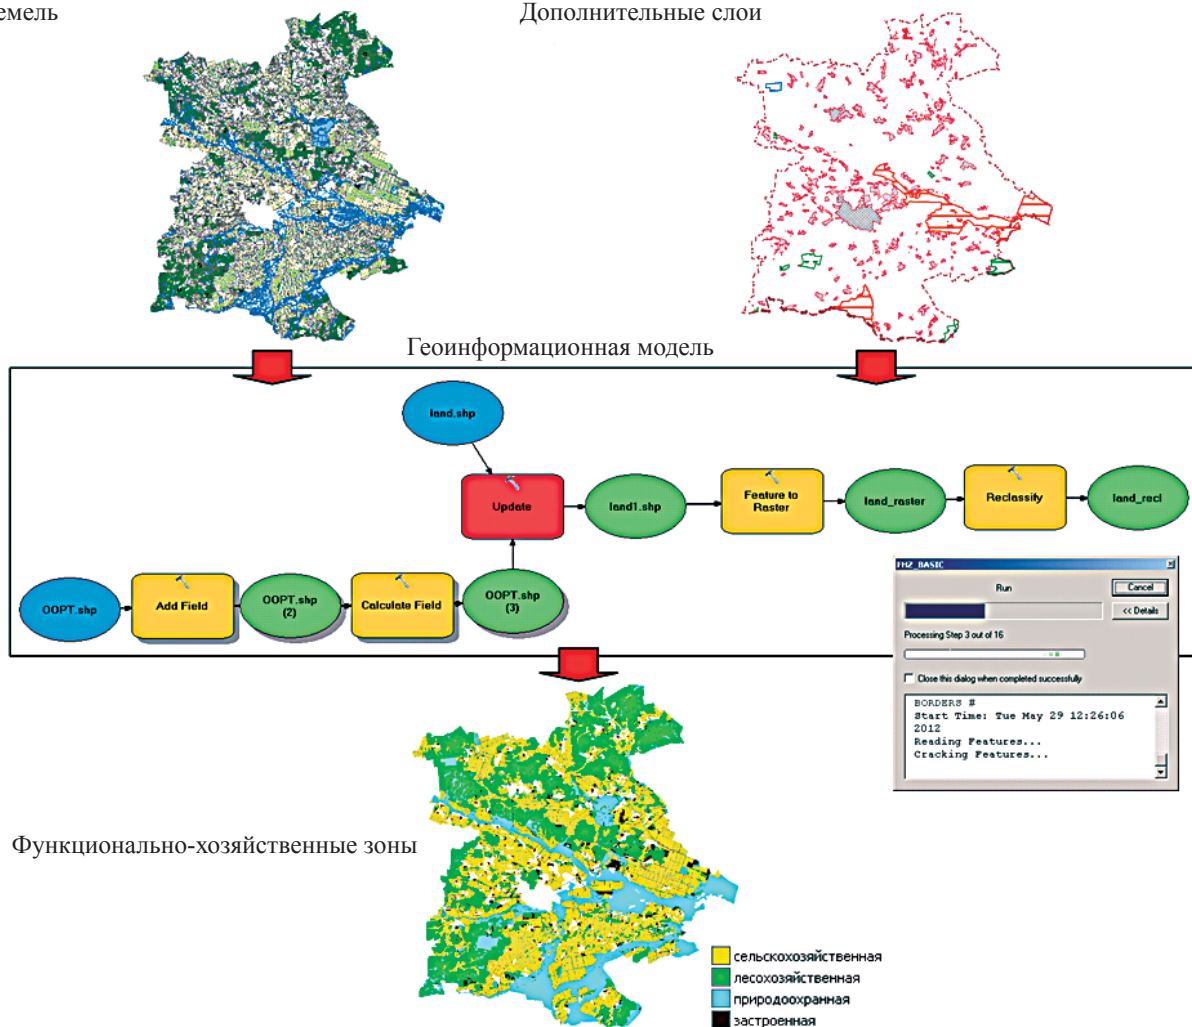 емель
Дополнительные слои
Геоинформационная модель
land.shp
Update
land1.shp
Feature to
Raster
land_raster
Reclassify
land_recl
OOPT.shp
Add Field
OOPT.shp
(2)
Calculate Field
OOPT.shp
(3)
FHZ_BASIC
Run
Cancel
<< Details
Processing Step 3 out of 16
Close this dialog when completed successfully
BORDERS #
Start Time: Tue May 29 12:26:06
2012
Reading Features...
Cracking Features...
Функционально-хозяйственные зоны
сельскохозяйственная
лесохозяйственная
природоохранная
застроенная